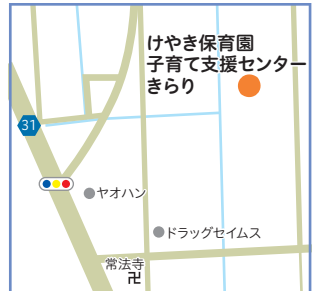 けやき保育園
子育て支援センター
きらり
31
ヤオハン
ドラッグセイムス
常法寺
卍